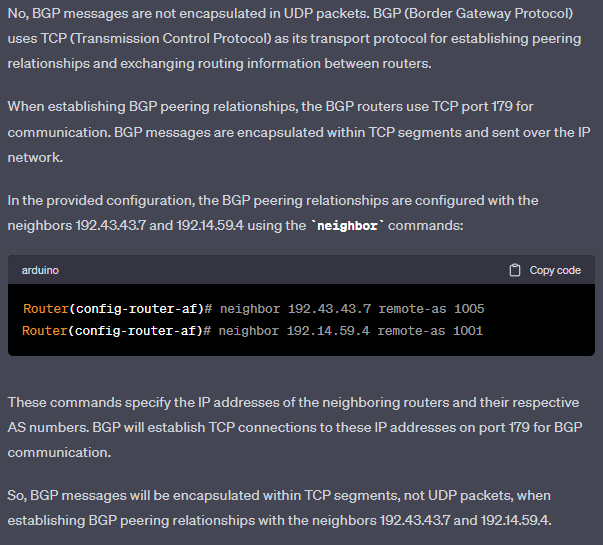 No, BGP messages are not encapsulated in UDP packets. BGP (Border Gateway Protocol)
uses TCP (Transmission Control Protocol) as its transport protocol for establishing peering
relationships and exchanging routing information between routers.
When establishing BGP peering relationships, the BGP routers use TCP port 179 for
communication. BGP messages are encapsulated within TCP segments and sent over the IP
network.
In the provided configuration, the BGP peering relationships are configured with the
neighbors 192.43.43.7 and 192.14.59.4 using the `neighbor` commands:
arduino Copy code
Router(config-router-af)# neighbor 192.43.43.7 remote-as 1005
Router(config-router-af)# neighbor 192.14.59.4 remote-as 1001
These commands specify the IP addresses of the neighboring routers and their respective
AS numbers. BGP will establish TCP connections to these IP addresses on port 179 for BGP
communication.
So, BGP messages will be encapsulated within TCP segments, not UDP packets, when
establishing BGP peering relationships with the neighbors 192.43.43.7 and 192.14.59.4.